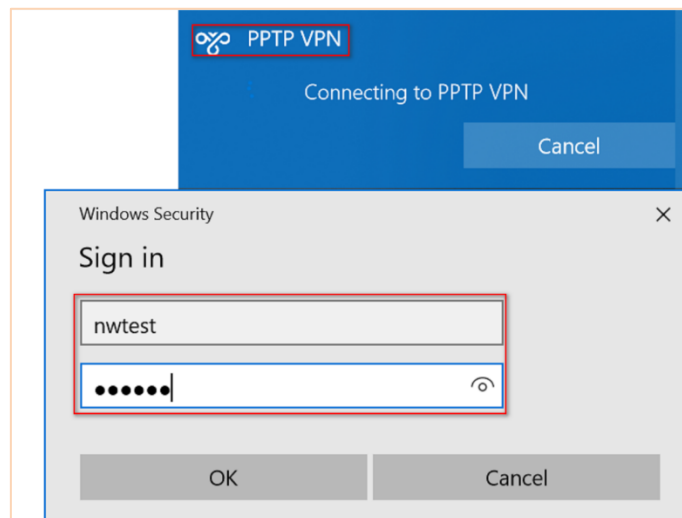 PPTP VPN
Connecting to PPTP VPN
Cancel
Windows Security
Sign in
nwtest
••••••
OK
Cancel